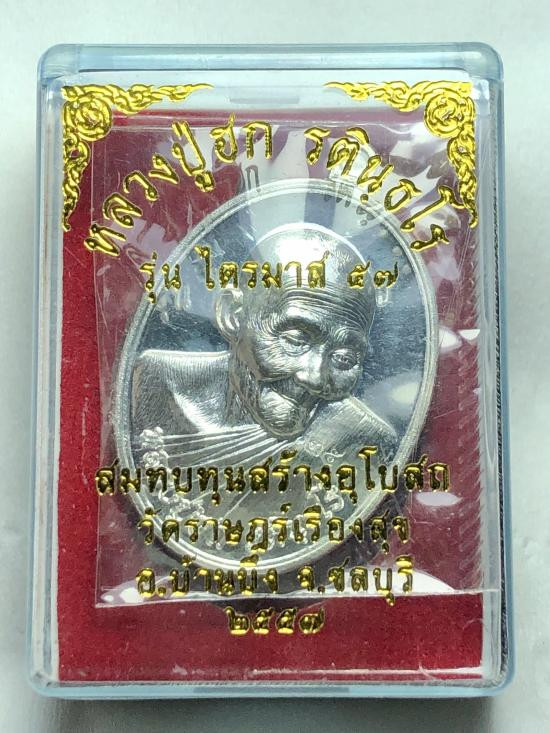 หลวงปู่ฮก รตินฺธโร
รุ่น ไตรมาส ๕๗
สมทบทุนสร้างอุโบสถ
วัดราษฎร์เรืองสุข
อ.บ้านบึง จ.ชลบุรี
๒๕๕๗